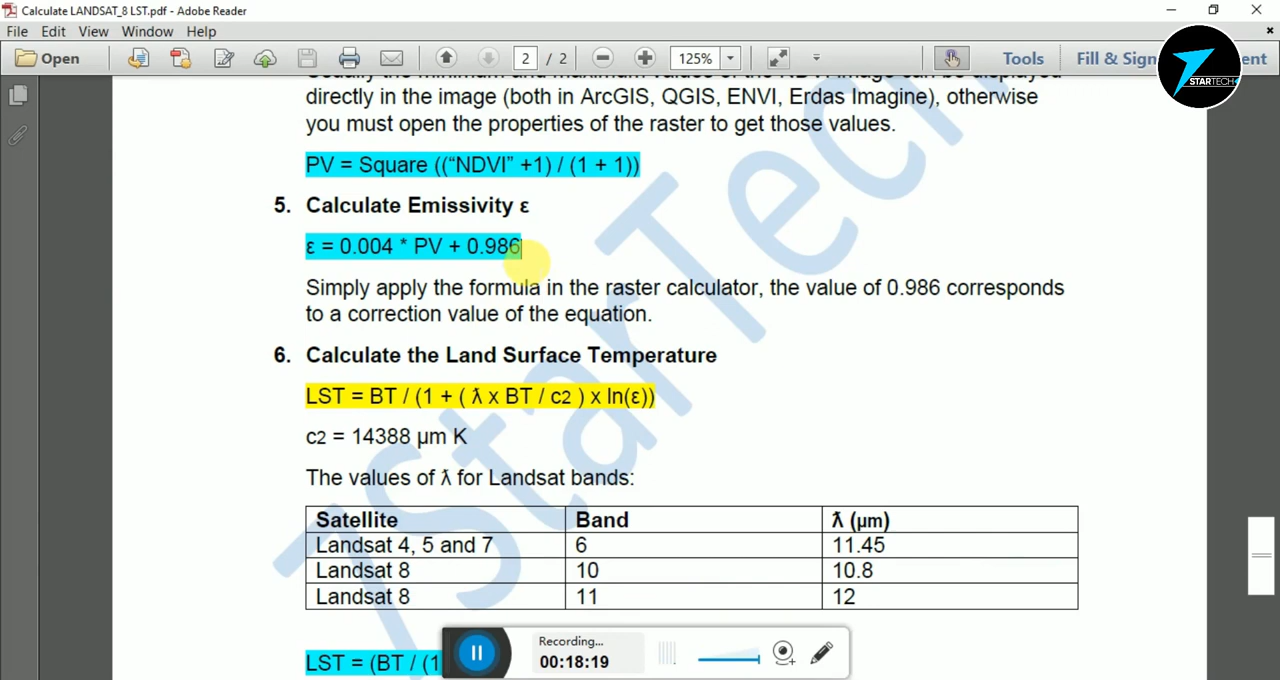 Calculate LANDSAT_8 LST.pdf - Adobe Reader
File Edit View Window Help
Open 2 / 2 125% Tools Fill & Sign
STARTECH
directly in the image (both in ArcGIS, QGIS, ENVI, Erdas Imagine), otherwise
you must open the properties of the raster to get those values.
PV = Square ((“NDVI” +1) / (1 + 1))
5. Calculate Emissivity ε
ε = 0.004 * PV + 0.986
Simply apply the formula in the raster calculator, the value of 0.986 corresponds
to a correction value of the equation.
6. Calculate the Land Surface Temperature
LST = BT / (1 + ( ƛ x BT / c2 ) x ln(ε))
c2 = 14388 µm K
The values of ƛ for Landsat bands:
Satellite Band ƛ (µm)
Landsat 4, 5 and 7 6 11.45
Landsat 8 10 10.8
Landsat 8 11 12
LST = (BT / (1
Recording...
00:18:19
7StarTech